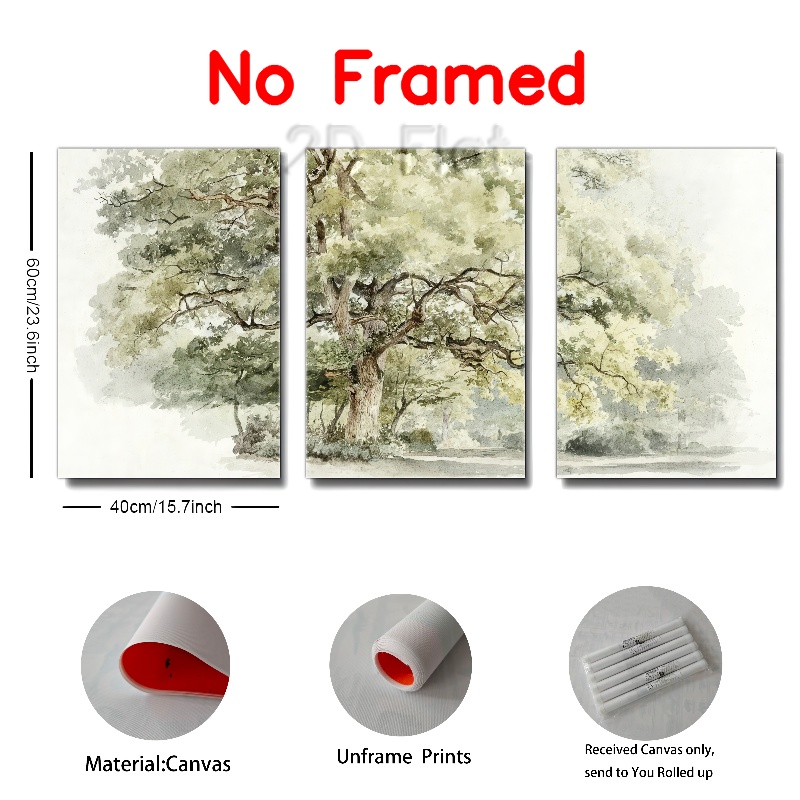 No Framed
2D Flat
60cm/23.6inch
40cm/15.7inch
Material:Canvas
Unframe Prints
Received Canvas only,
send to You Rolled up